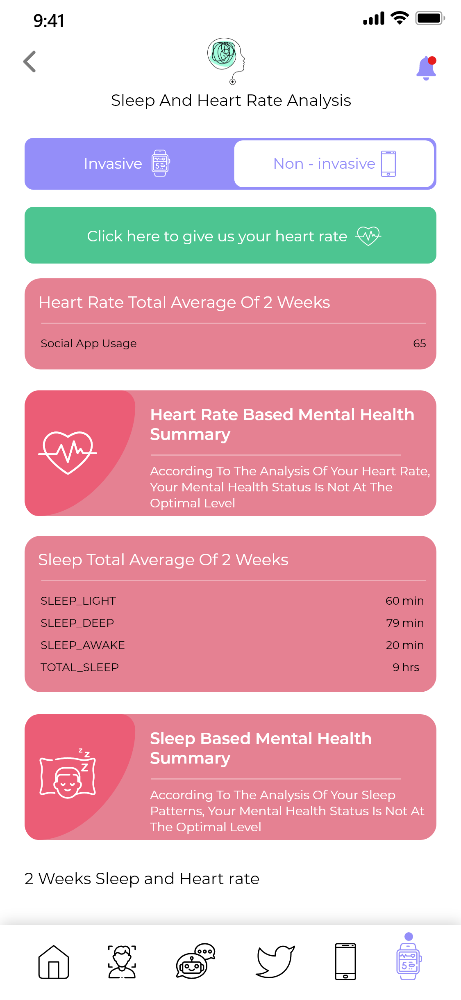 9:41
Sleep And Heart Rate Analysis
Invasive
Non - invasive
Click here to give us your heart rate
Heart Rate Total Average Of 2 Weeks
Social App Usage 65
Heart Rate Based Mental Health
Summary
According To The Analysis Of Your Heart Rate,
Your Mental Health Status Is Not At The
Optimal Level
Sleep Total Average Of 2 Weeks
SLEEP_LIGHT 60 min
SLEEP_DEEP 79 min
SLEEP_AWAKE 20 min
TOTAL_SLEEP 9 hrs
z z
z
Sleep Based Mental Health
Summary
According To The Analysis Of Your Sleep
Patterns, Your Mental Health Status Is Not At
The Optimal Level
2 Weeks Sleep and Heart rate